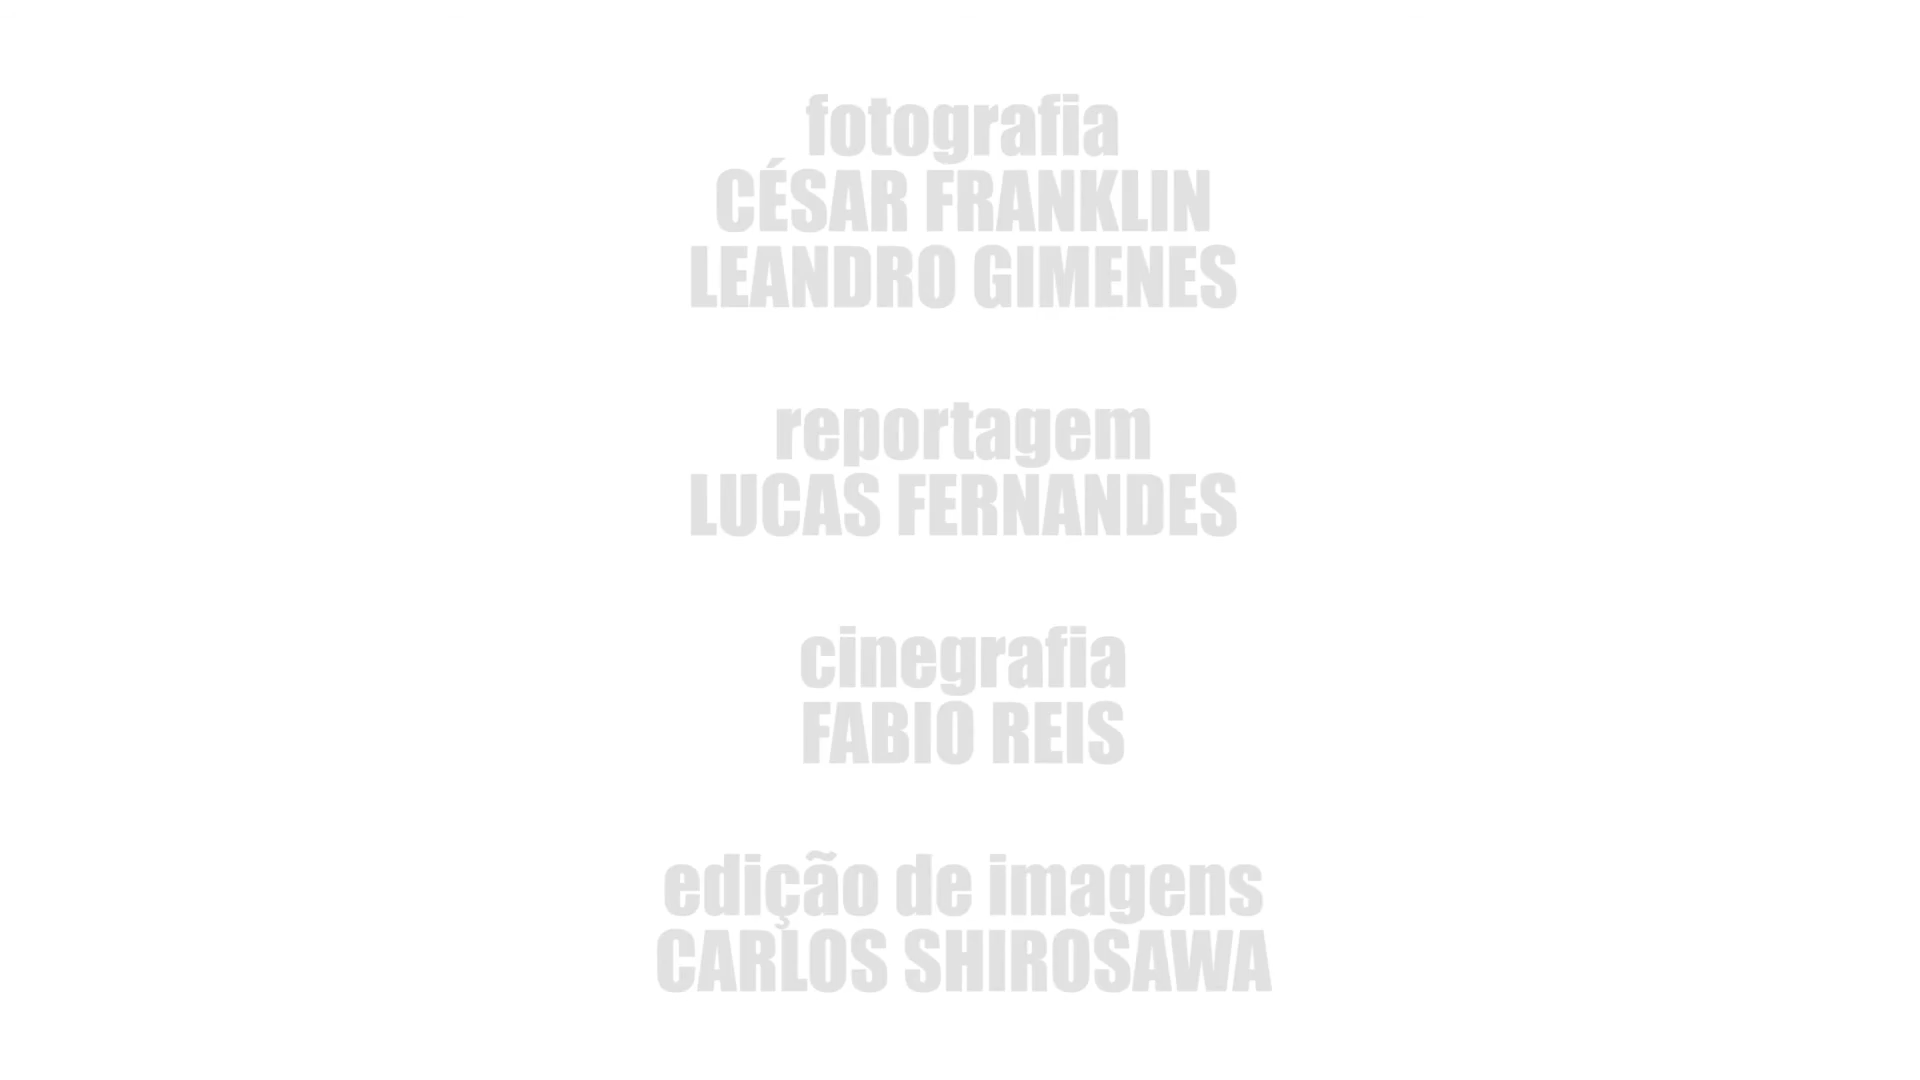 fotografia
CÉSAR FRANKLIN
LEANDRO GIMENES
reportagem
LUCAS FERNANDES
cinegrafia
FABIO REIS
edição de imagens
CARLOS SHIROSAWA